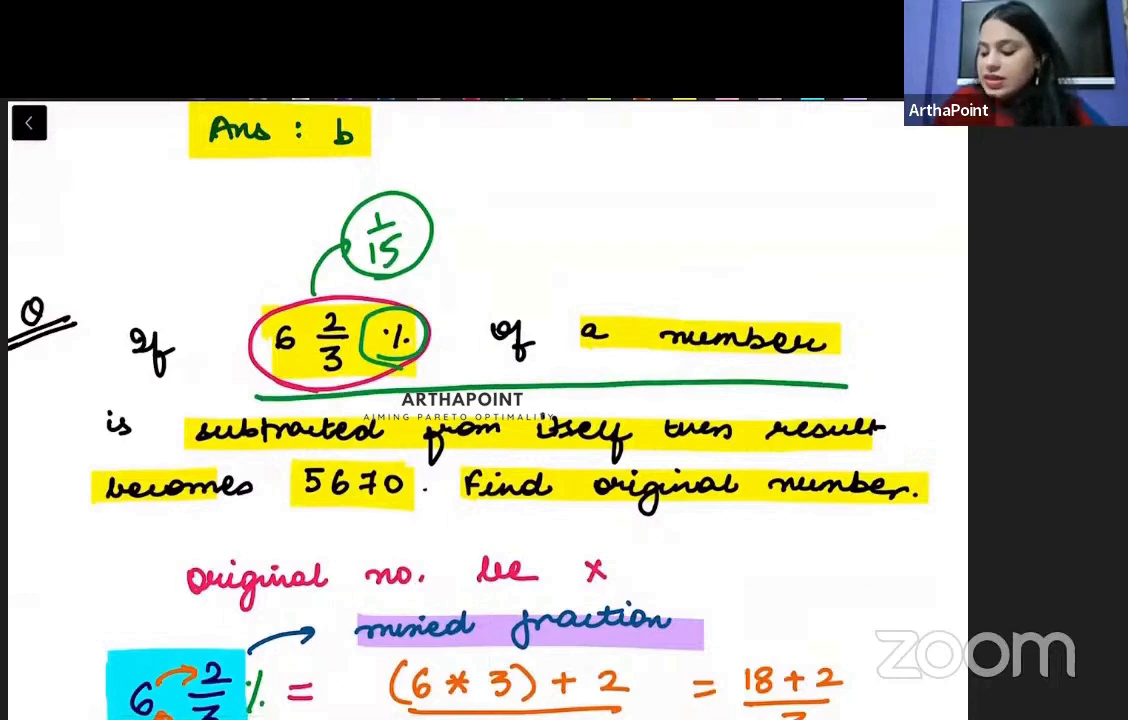 ArthaPoint
Ans : b
1/15
Q
If 6 2/3 % of a number
ARTHAPOINT
AIMING PARETO OPTIMALITY
is subtracted from itself then result
becomes 5670. Find original number.
original no. be x
mixed fraction
6 2/3 % = (6 * 3) + 2 = 18 + 2 / 3
zoom